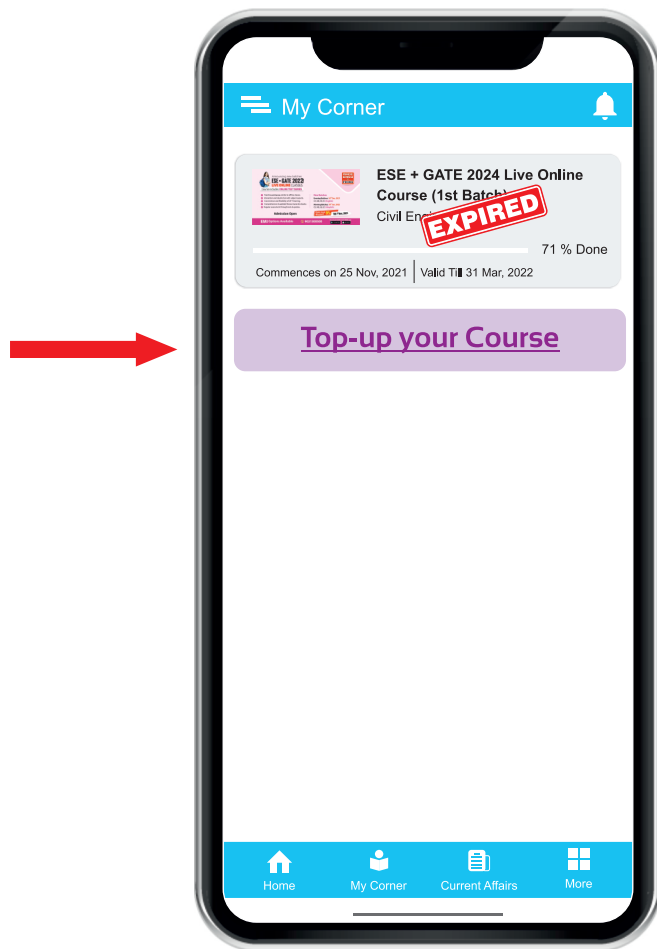 My Corner
ESE + GATE 2024 Live Online
Course (1st Batch)
Civil
EXPIRED
71 % Done
Commences on 25 Nov, 2021 Valid Till 31 Mar, 2022
Top-up your Course
Home My Corner Current Affairs More